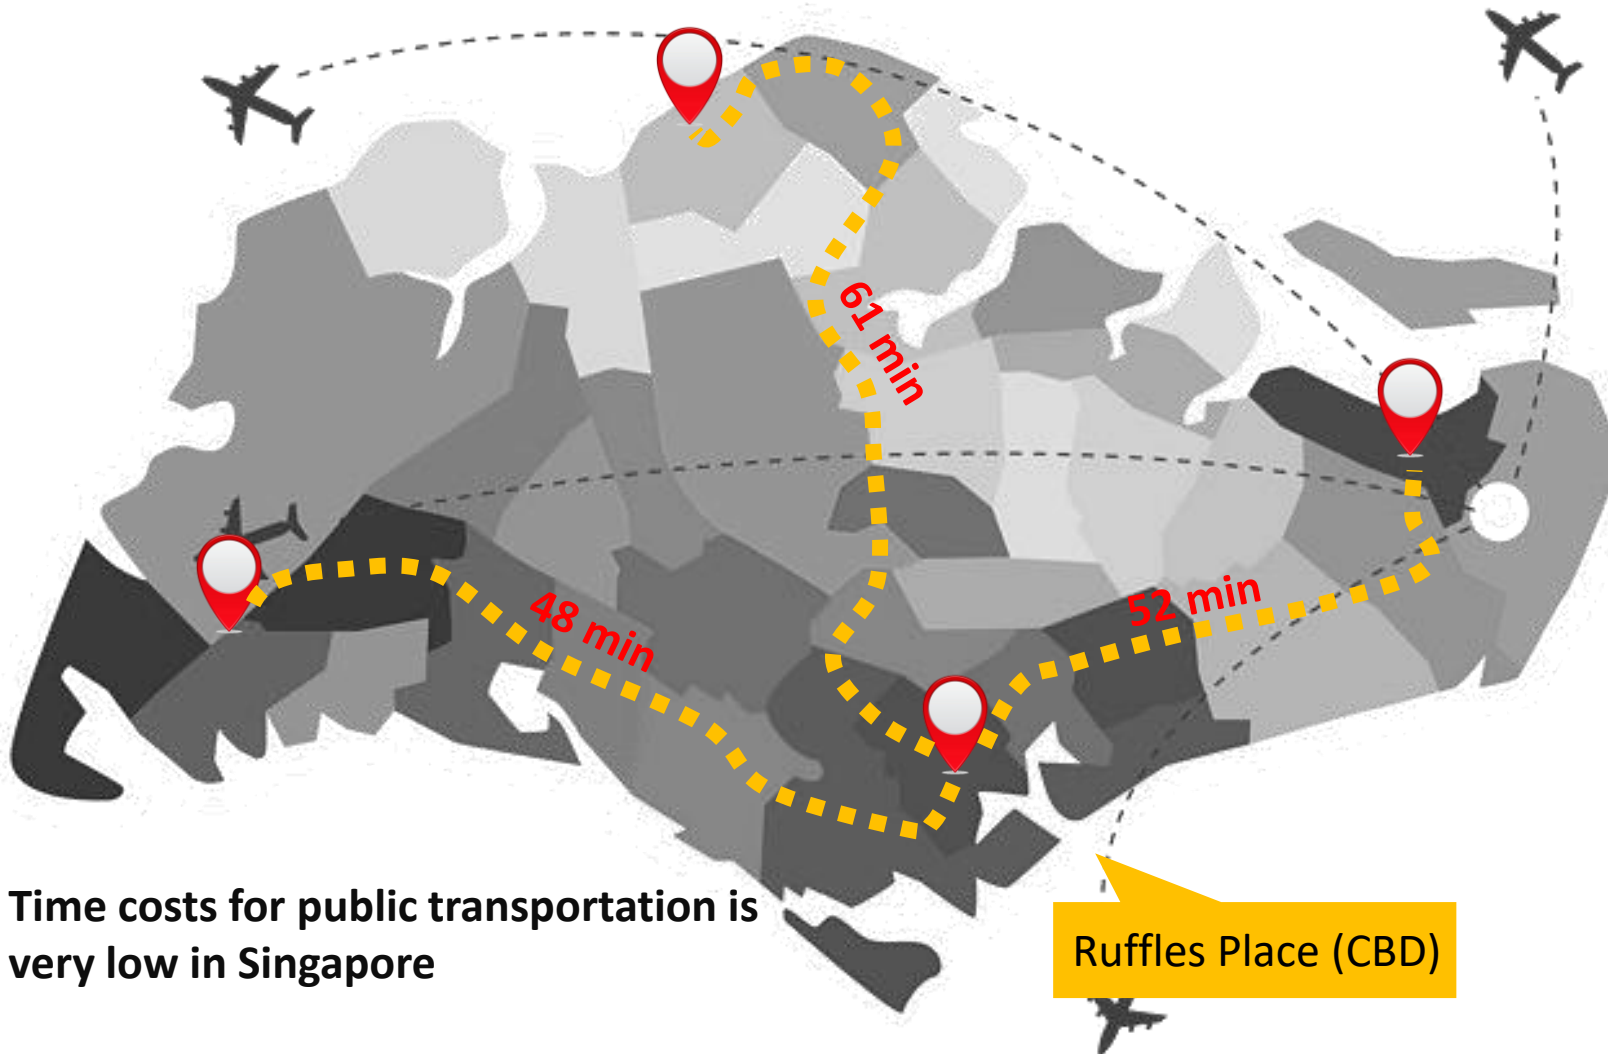 61 min
48 min
52 min
Time costs for public transportation is
very low in Singapore
Ruffles Place (CBD)